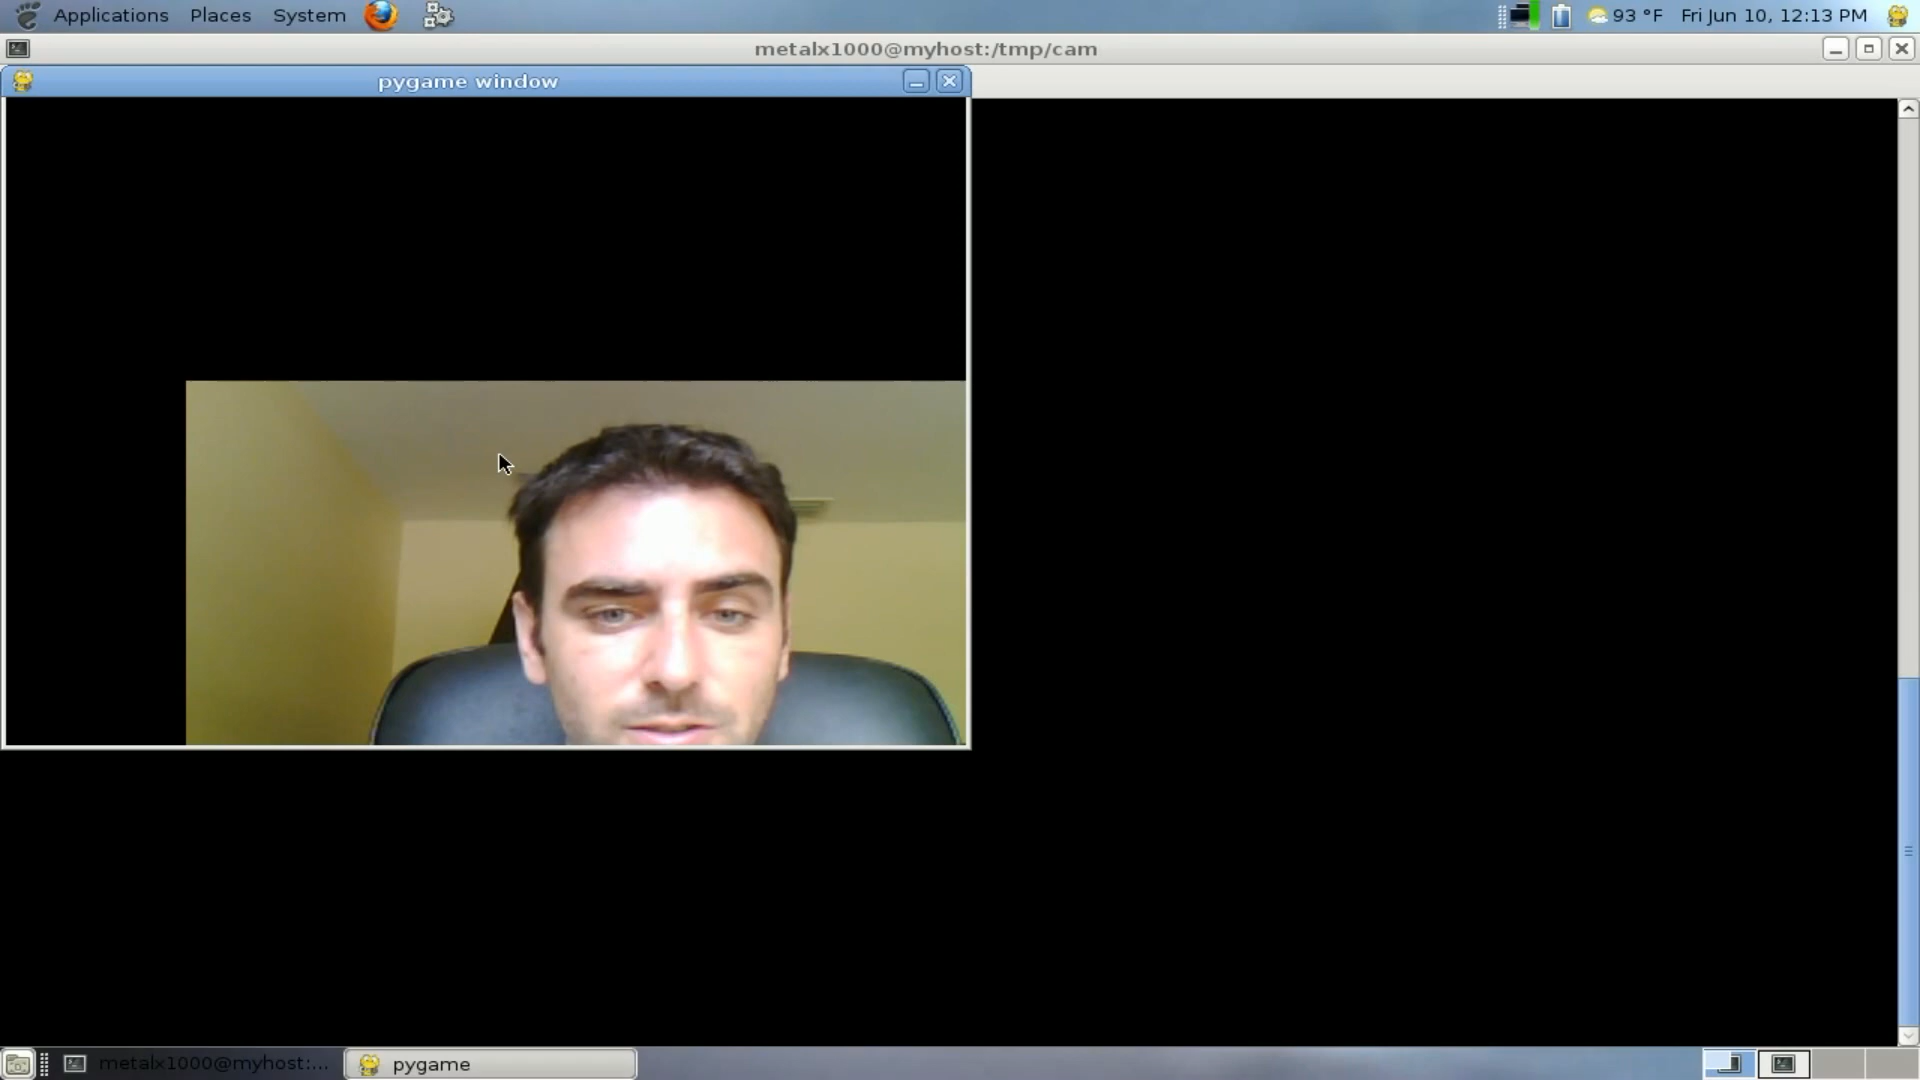 Applications Places System 93 °F Fri Jun 10, 12:13 PM
metalx1000@myhost:/tmp/cam
pygame window
metalx1000@myhost:... pygame